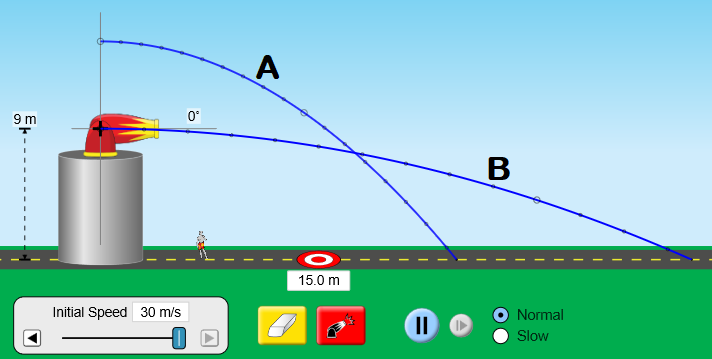 A
9 m
0°
B
15.0 m
Initial Speed 30 m/s
Normal
Slow